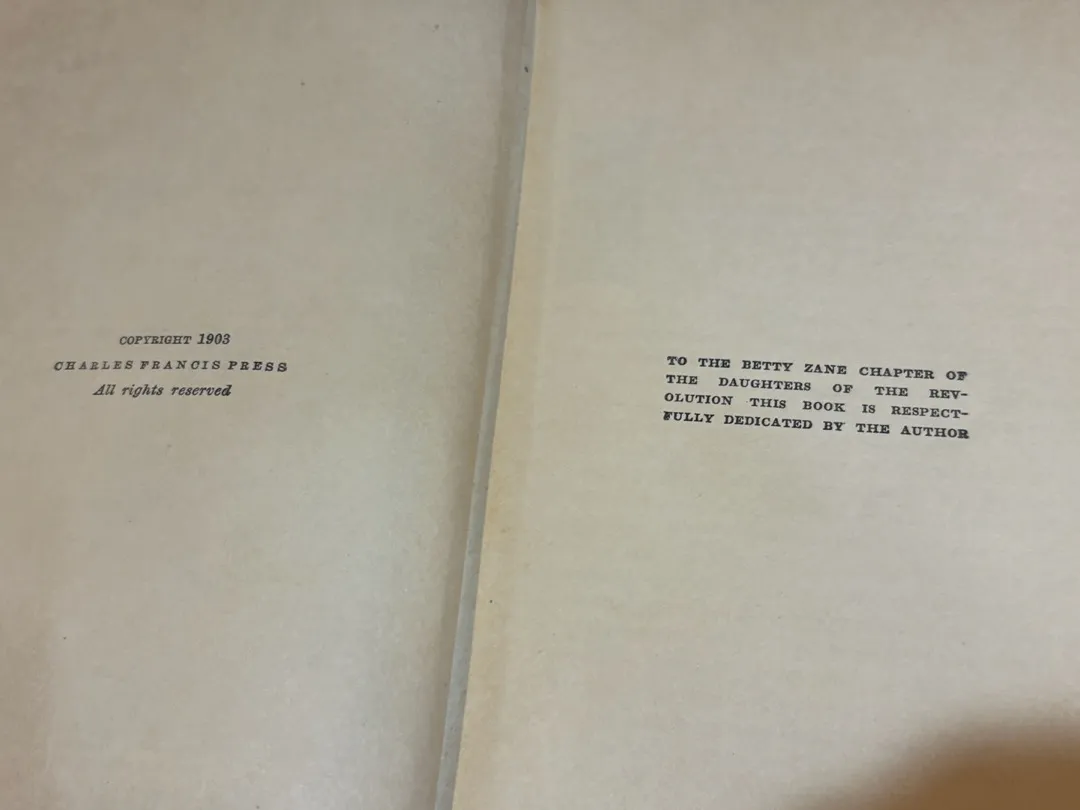 COPYRIGHT 1903
CHARLES FRANCIS PRESS
All rights reserved
TO THE BETTY ZANE CHAPTER OF
THE DAUGHTERS OF THE REV-
OLUTION THIS BOOK IS RESPECT-
FULLY DEDICATED BY THE AUTHOR